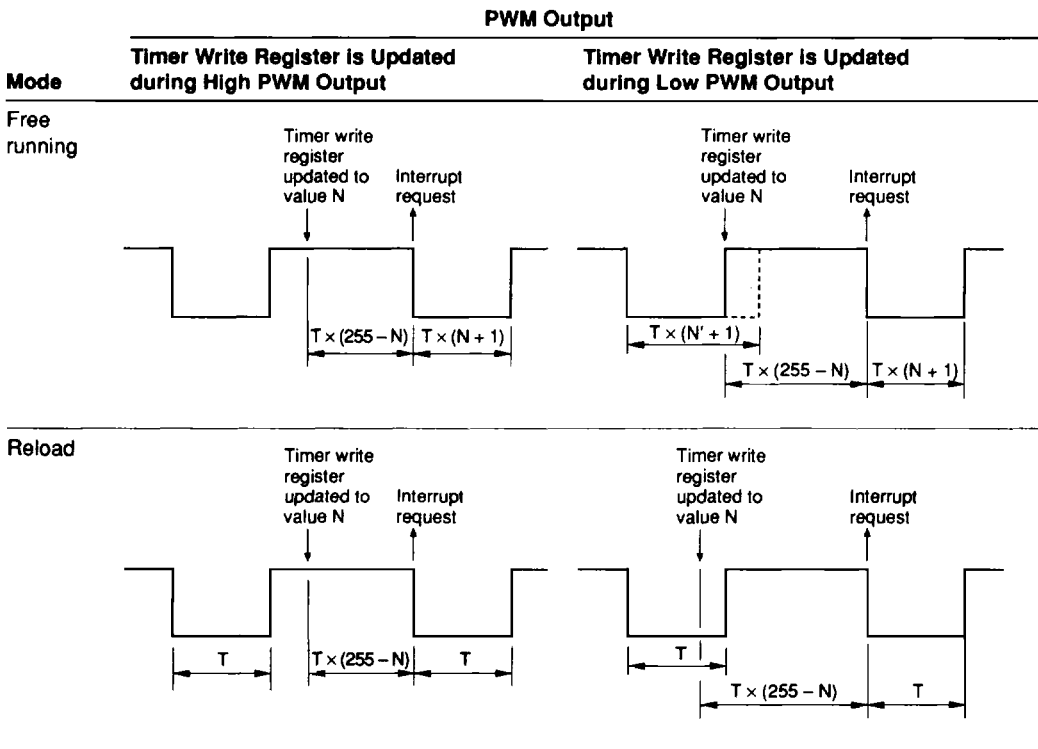 PWM Output
Mode
Timer Write Register is Updated
during High PWM Output
Timer Write Register is Updated
during Low PWM Output
Free
running
Timer write
register
updated to
value N
Interrupt
request
T × (255 – N)
T × (N + 1)
Timer write
register
updated to
value N
Interrupt
request
T × (N' + 1)
T × (255 – N)
T × (N + 1)
Reload
Timer write
register
updated to
value N
Interrupt
request
T
T × (255 – N)
T
Timer write
register
updated to
value N
Interrupt
request
T
T × (255 – N)
T